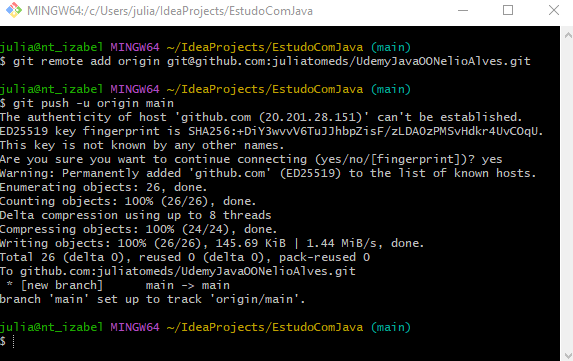 MINGW64:/c/Users/julia/IdeaProjects/EstudoComJava
julia@nt_izabel MINGW64 ~/IdeaProjects/EstudoComJava (main)
$ git remote add origin git@github.com:juliatomeds/UdemyJavaOONelioAlves.git
julia@nt_izabel MINGW64 ~/IdeaProjects/EstudoComJava (main)
$ git push -u origin main
The authenticity of host 'github.com (20.201.28.151)' can't be established.
ED25519 key fingerprint is SHA256:+DiY3wvvV6TuJJhbpZisF/zLDA0zPMSvHdkr4UvCOqU.
This key is not known by any other names.
Are you sure you want to continue connecting (yes/no/[fingerprint])? yes
Warning: Permanently added 'github.com' (ED25519) to the list of known hosts.
Enumerating objects: 26, done.
Counting objects: 100% (26/26), done.
Delta compression using up to 8 threads
Compressing objects: 100% (24/24), done.
Writing objects: 100% (26/26), 145.69 KiB | 1.44 MiB/s, done.
Total 26 (delta 0), reused 0 (delta 0), pack-reused 0
To github.com:juliatomeds/UdemyJavaOONelioAlves.git
 * [new branch]      main -> main
branch 'main' set up to track 'origin/main'.
julia@nt_izabel MINGW64 ~/IdeaProjects/EstudoComJava (main)
$